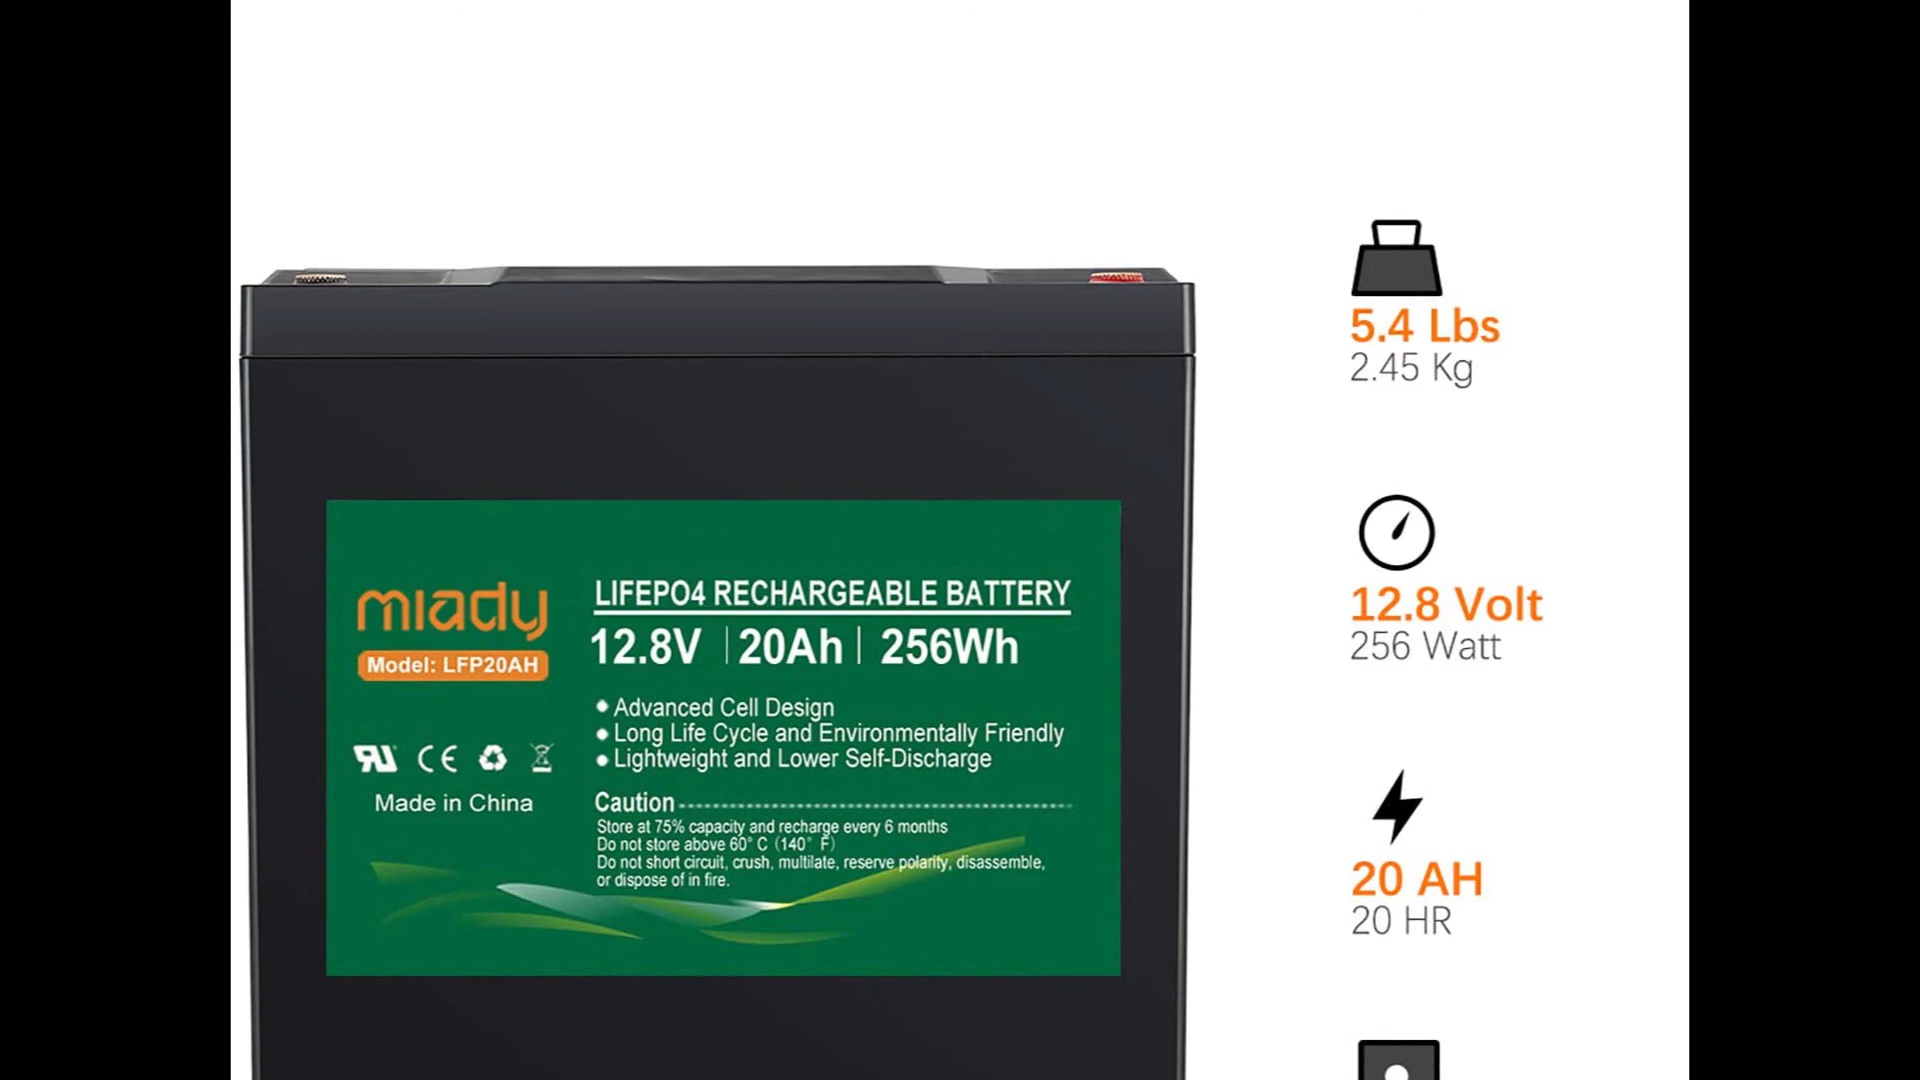 5.4 Lbs
2.45 Kg
12.8 Volt
256 Watt
20 AH
20 HR
mıady
Model: LFP20AH
Made in China
LIFEPO4 RECHARGEABLE BATTERY
12.8V | 20Ah | 256Wh
● Advanced Cell Design
● Long Life Cycle and Environmentally Friendly
● Lightweight and Lower Self-Discharge
Caution
Store at 75% capacity and recharge every 6 months
Do not store above 60° C (140° F)
Do not short circuit, crush, multilate, reserve polarity, disassemble,
or dispose of in fire.